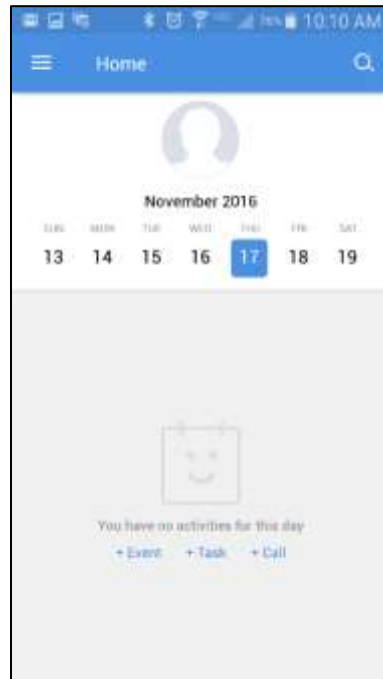 10:10 AM
Home
November 2016
SUN MON TUE WED THU FRI SAT
13 14 15 16 17 18 19
You have no activities for this day
+ Event + Task + Call